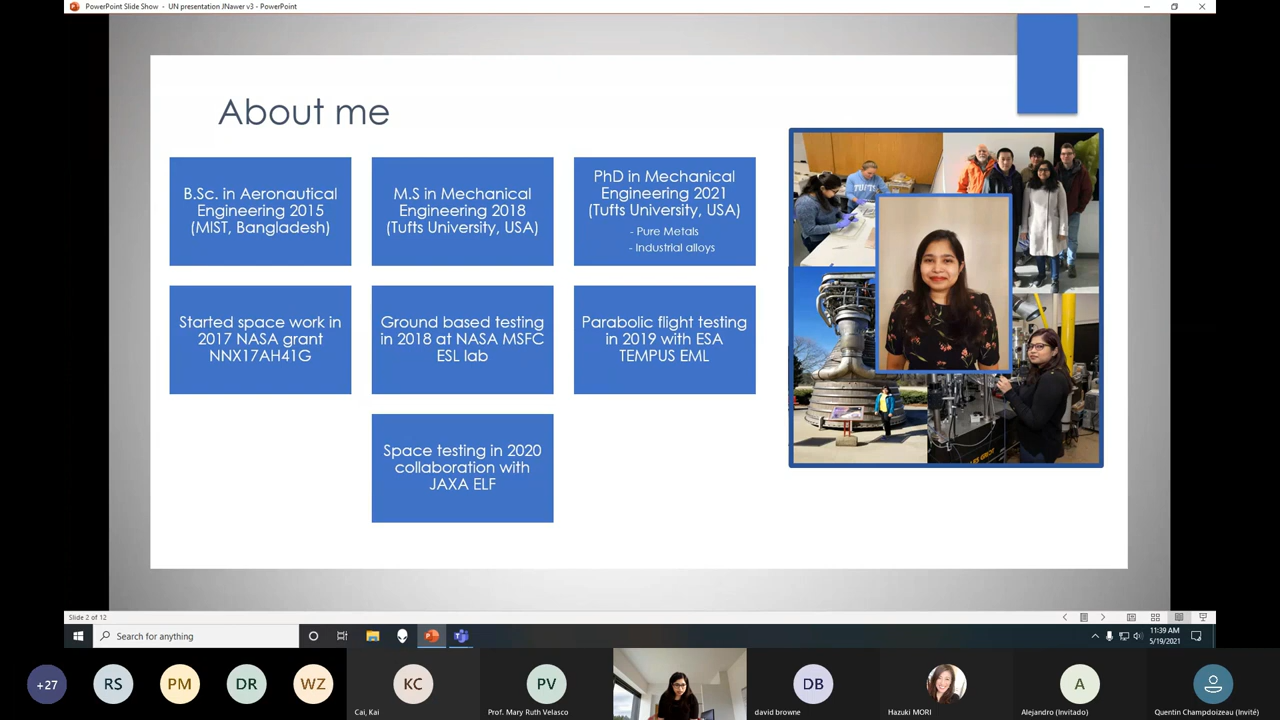 PowerPoint Slide Show - UN presentation JNawer v3 - PowerPoint
About me
B.Sc. in Aeronautical
Engineering 2015
(MIST, Bangladesh)
M.S in Mechanical
Engineering 2018
(Tufts University, USA)
PhD in Mechanical
Engineering 2021
(Tufts University, USA)
- Pure Metals
- Industrial alloys
Started space work in
2017 NASA grant
NNX17AH41G
Ground based testing
in 2018 at NASA MSFC
ESL lab
Parabolic flight testing
in 2019 with ESA
TEMPUS EML
Space testing in 2020
collaboration with
JAXA ELF
TUFTS
Slide 2 of 12
Search for anything
11:39 AM
5/19/2021
+27
RS
PM
DR
WZ
KC
Cai, Kai
PV
Prof. Mary Ruth Velasco
DB
david browne
Hazuki MORI
A
Alejandro (Invitado)
Quentin Champdoizeau (Invité)